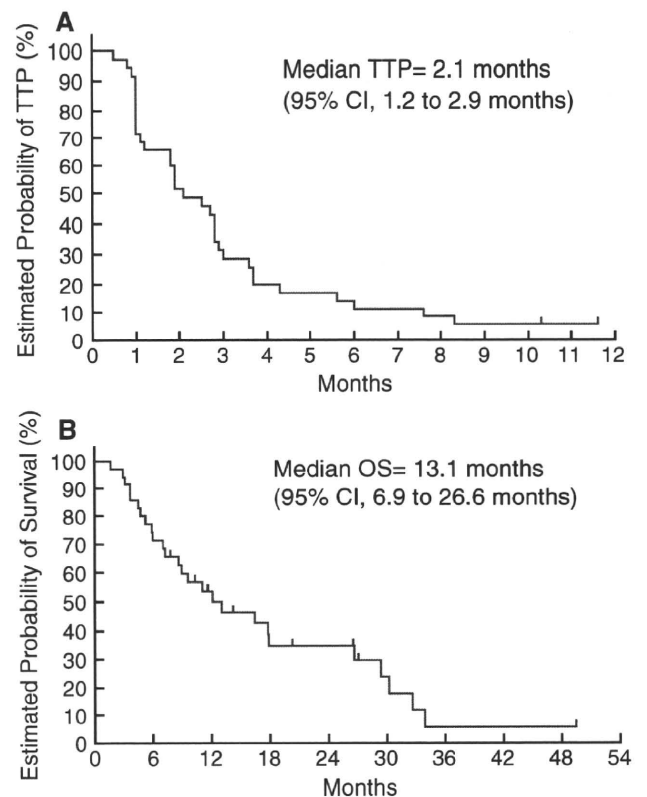 A
Estimated Probability of TTP (%)
100
90
80
70
60
50
40
30
20
10
0
Median TTP= 2.1 months
(95% CI, 1.2 to 2.9 months)
0 1 2 3 4 5 6 7 8 9 10 11 12
Months
B
Estimated Probability of Survival (%)
100
90
80
70
60
50
40
30
20
10
0
Median OS= 13.1 months
(95% CI, 6.9 to 26.6 months)
0 6 12 18 24 30 36 42 48 54
Months